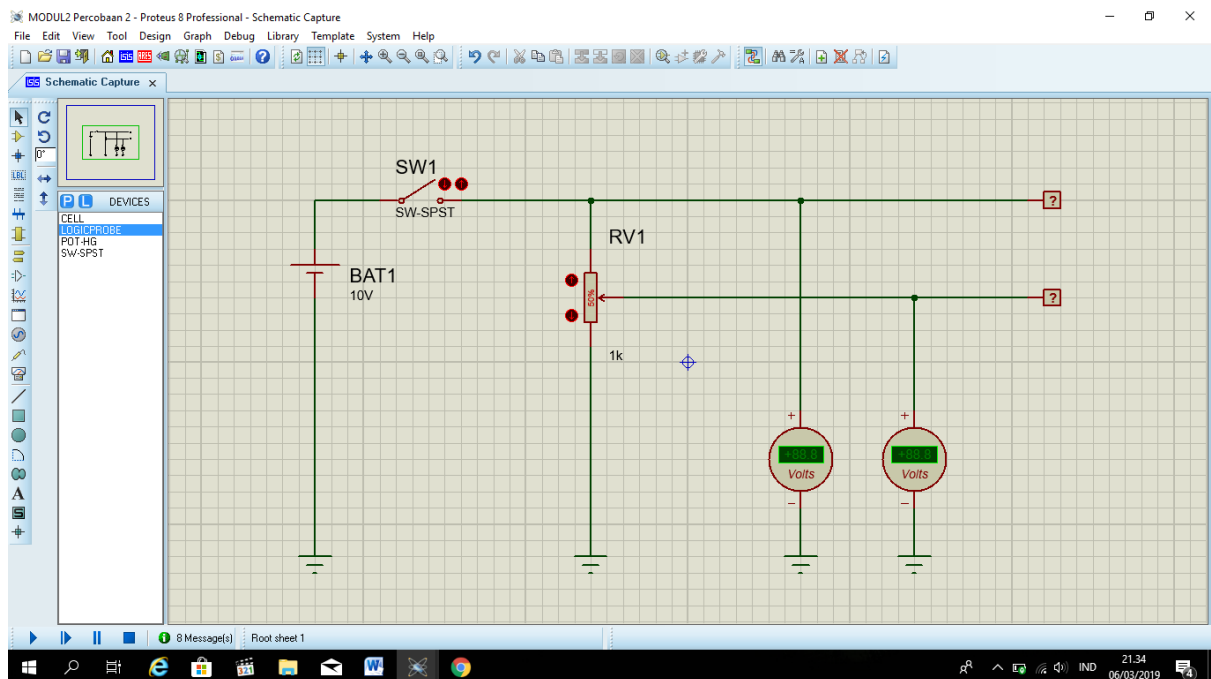 MODUL2 Percobaan 2 - Proteus 8 Professional - Schematic Capture
File Edit View Tool Design Graph Debug Library Template System Help
Schematic Capture
0°
LBL
P L DEVICES
CELL
LOGICPROBE
POT-HG
SW-SPST
SW1
SW-SPST
?
RV1
BAT1
10V
50%
?
1k
+
+
+88.8
+88.8
Volts
Volts
8 Message(s)
Root sheet 1
IND
21.34
06/03/2019